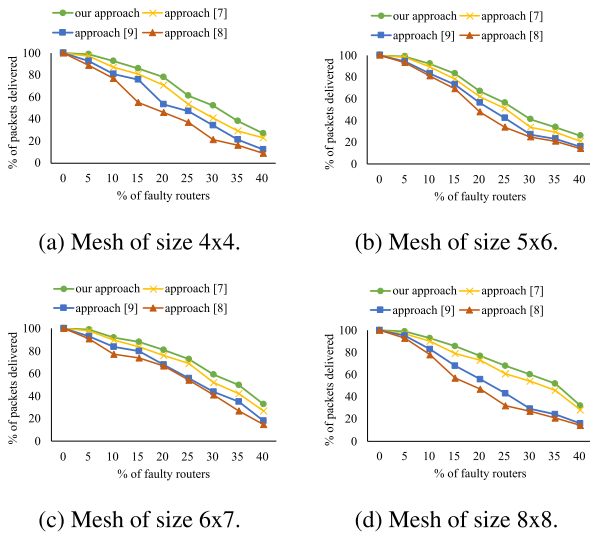 our approach approach [7]
approach [9] approach [8]
% of packets delivered
100
80
60
40
20
0
0 5 10 15 20 25 30 35 40
% of faulty routers
(a) Mesh of size 4x4.
our approach approach [7]
approach [9] approach [8]
% of packets delivered
100
80
60
40
20
0
0 5 10 15 20 25 30 35 40
% of faulty routers
(b) Mesh of size 5x6.
our approach approach [7]
approach [9] approach [8]
% of packets delivered
100
80
60
40
20
0
0 5 10 15 20 25 30 35 40
% of faulty routers
(c) Mesh of size 6x7.
our approach approach [7]
approach [9] approach [8]
% of packets delivered
100
80
60
40
20
0
0 5 10 15 20 25 30 35 40
% of faulty routers
(d) Mesh of size 8x8.